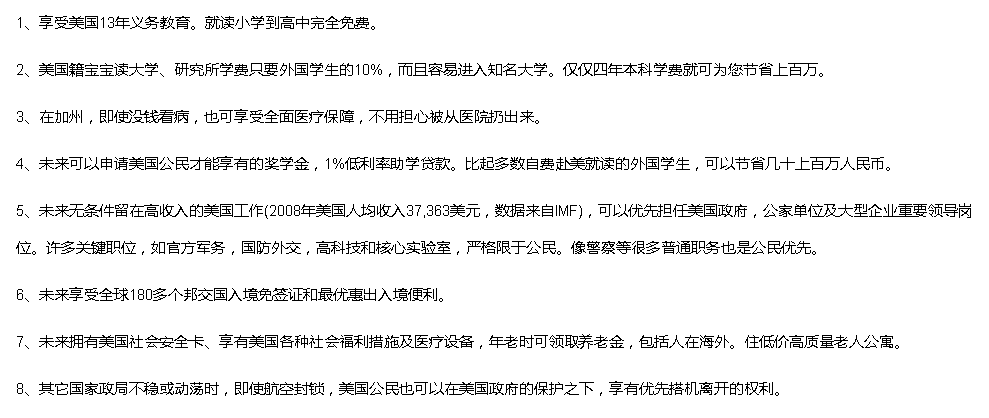 1、享受美国13年义务教育。就读小学到高中完全免费。
2、美国籍宝宝读大学、研究所学费只要外国学生的10%，而且容易进入知名大学。仅仅四年本科学费就可为您节省上百万。
3、在加州，即使没钱看病，也可享受全面医疗保障，不用担心被从医院扔出来。
4、未来可以申请美国公民才能享有的奖学金，1%低利率助学贷款。比起多数自费赴美就读的外国学生，可以节省几十上百万人民币。
5、未来无条件留在高收入的美国工作(2008年美国人均收入37,363美元，数据来自IMF)，可以优先担任美国政府，公家单位及大型企业重要领导岗
位。许多关键职位，如官方军务，国防外交，高科技和核心实验室，严格限于公民。像警察等很多普通职务也是公民优先。
6、未来享受全球180多个邦交国入境免签证和最优惠出入境便利。
7、未来拥有美国社会安全卡、享有美国各种社会福利措施及医疗设备，年老时可领取养老金，包括人在海外。住低价高质量老人公寓。
8、其它国家政局不稳或动荡时，即使航空封锁，美国公民也可以在美国政府的保护之下，享有优先搭机离开的权利。